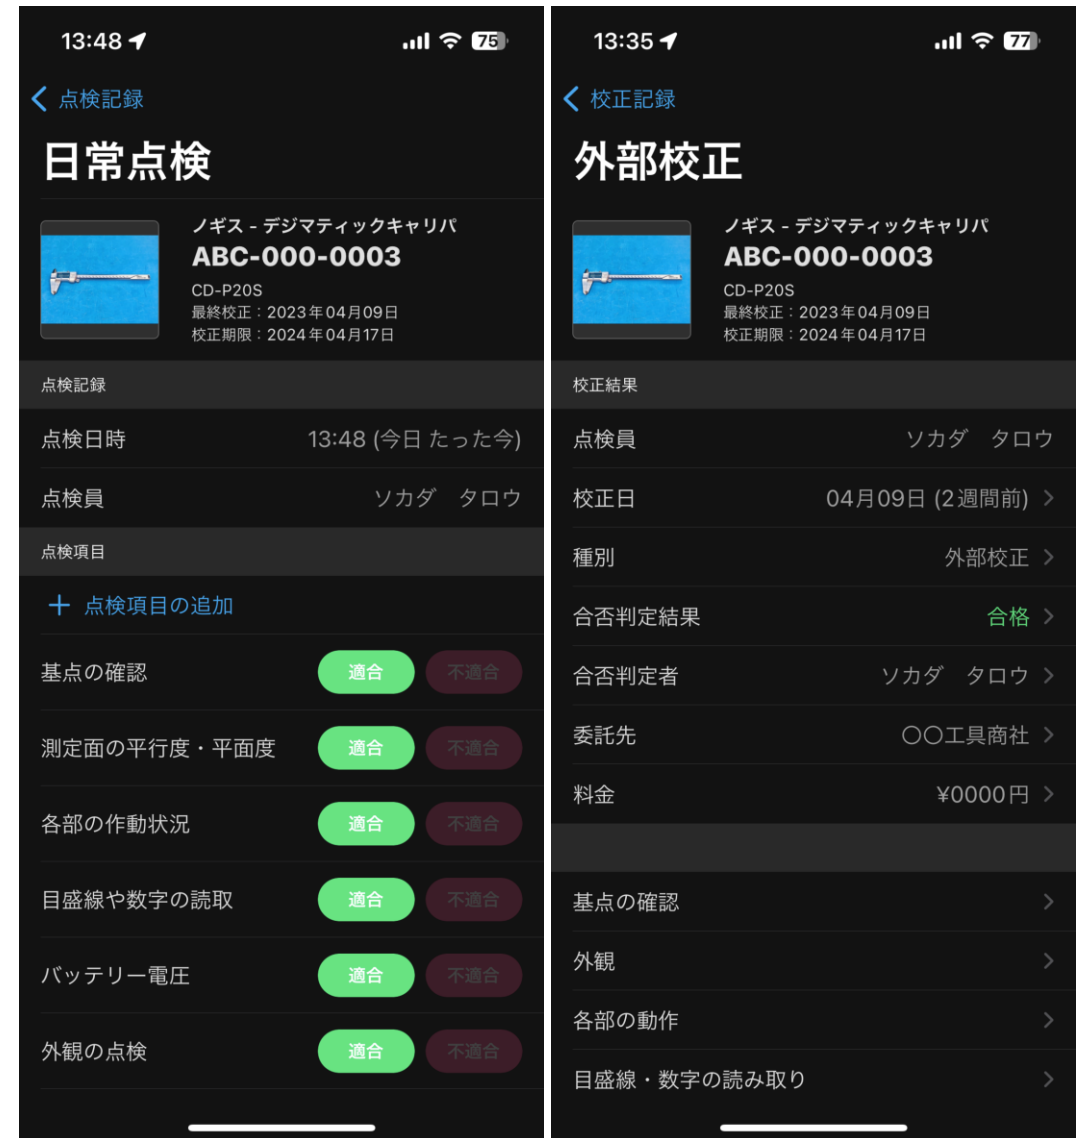 13:48
75
点検記録
日常点検
ノギス - デジマティックキャリパ
ABC-000-0003
CD-P20S
最終校正：2023年04月09日
校正期限：2024年04月17日
点検記録
点検日時 13:48 (今日 たった今)
点検員 ソカダ　タロウ
点検項目
＋ 点検項目の追加
基点の確認 適合 不適合
測定面の平行度・平面度 適合 不適合
各部の作動状況 適合 不適合
目盛線や数字の読取 適合 不適合
バッテリー電圧 適合 不適合
外観の点検 適合 不適合
13:35
77
校正記録
外部校正
ノギス - デジマティックキャリパ
ABC-000-0003
CD-P20S
最終校正：2023年04月09日
校正期限：2024年04月17日
校正結果
点検員 ソカダ　タロウ
校正日 04月09日 (2週間前)
種別 外部校正
合否判定結果 合格
合否判定者 ソカダ　タロウ
委託先 〇〇工具商社
料金 ¥0000円
基点の確認
外観
各部の動作
目盛線・数字の読み取り